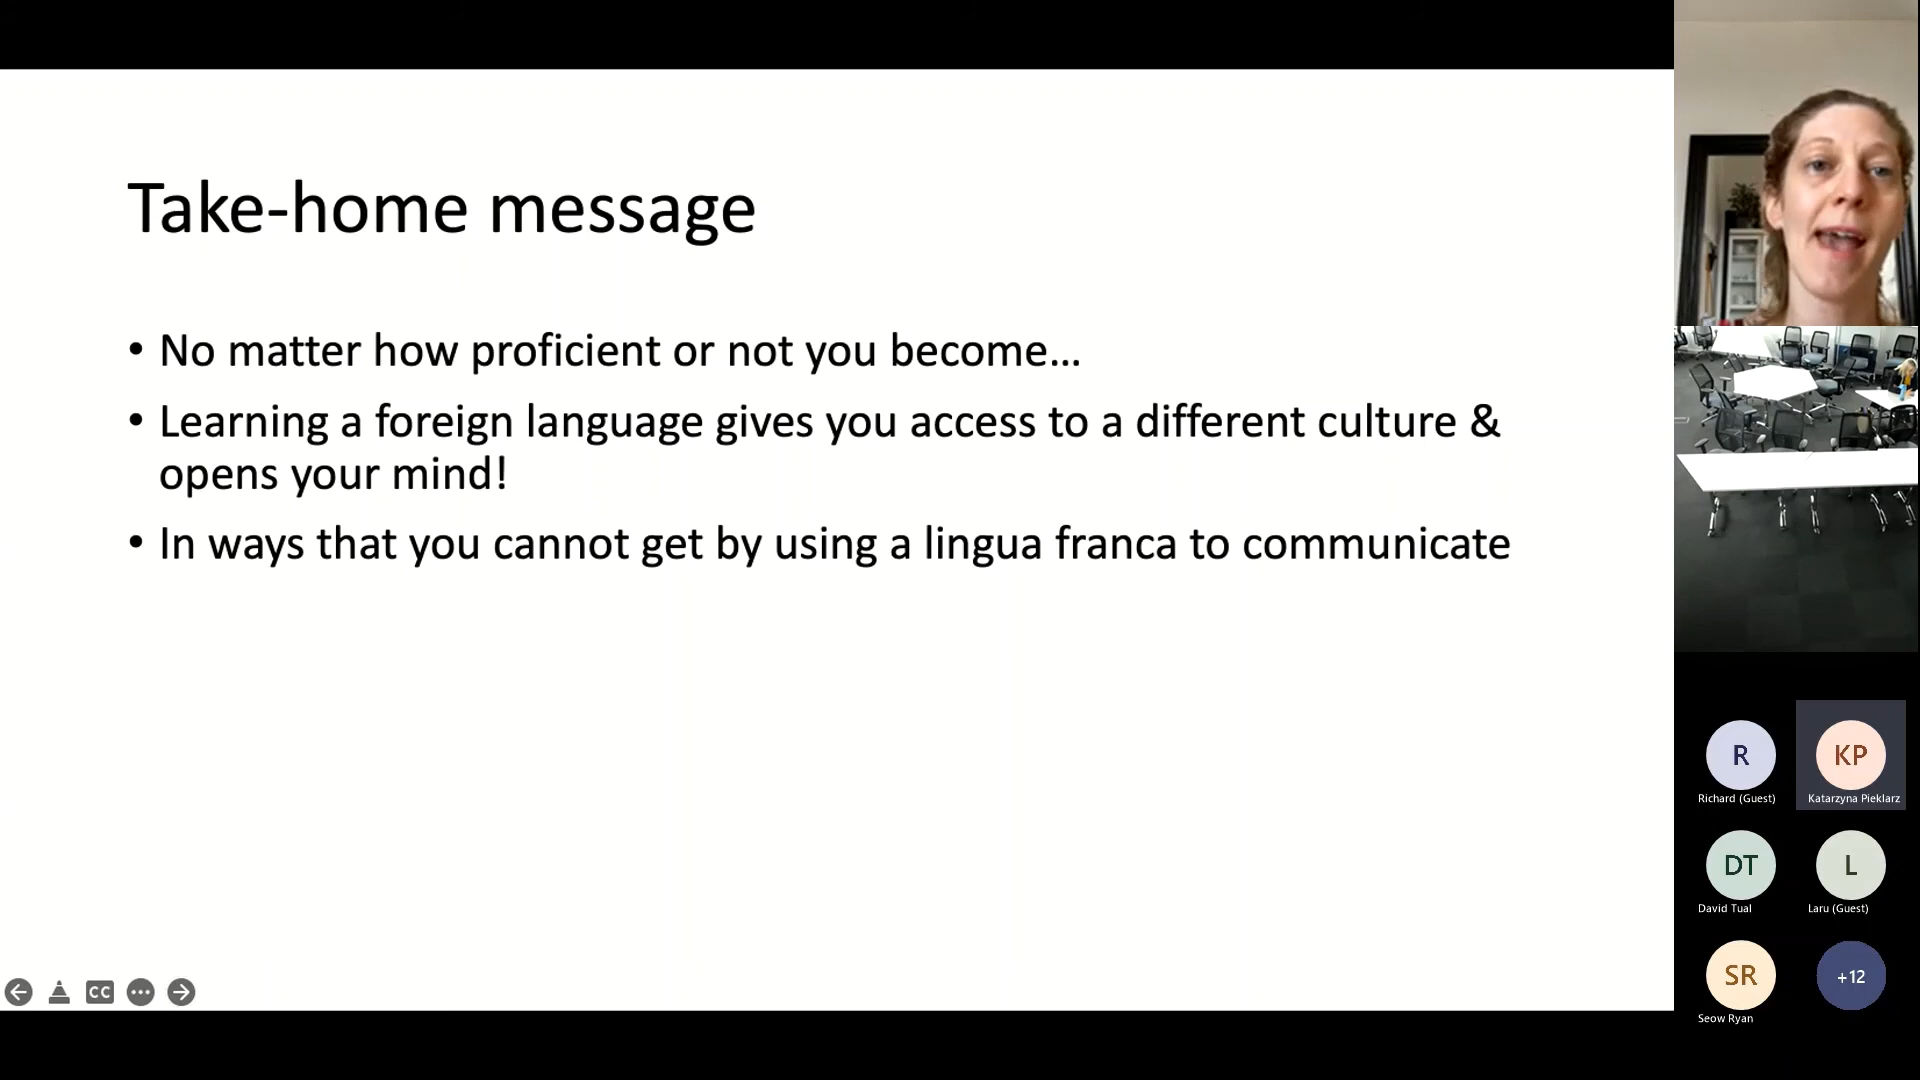 Take-home message
• No matter how proficient or not you become...
• Learning a foreign language gives you access to a different culture &
opens your mind!
• In ways that you cannot get by using a lingua franca to communicate
CC
R
Richard (Guest)
KP
Katarzyna Pieklarz
DT
David Tual
L
Laru (Guest)
SR
Seow Ryan
+12